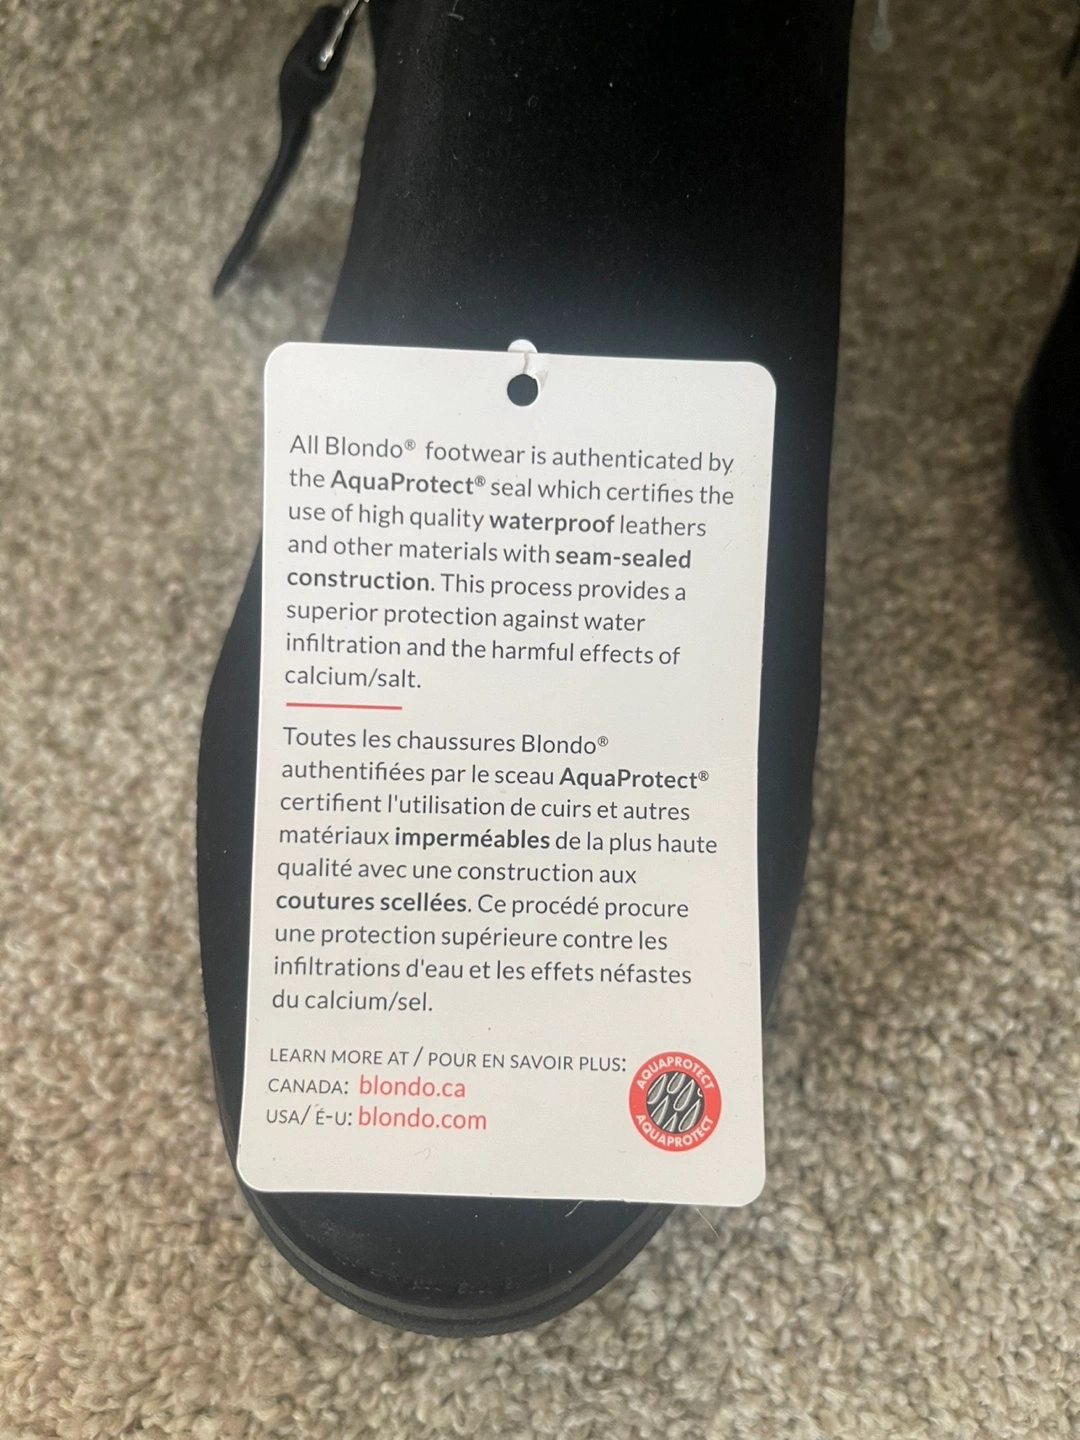 All Blondo® footwear is authenticated by
the AquaProtect® seal which certifies the
use of high quality waterproof leathers
and other materials with seam-sealed
construction. This process provides a
superior protection against water
infiltration and the harmful effects of
calcium/salt.
Toutes les chaussures Blondo®
authentifiées par le sceau AquaProtect®
certifient l'utilisation de cuirs et autres
matériaux imperméables de la plus haute
qualité avec une construction aux
coutures scellées. Ce procédé procure
une protection supérieure contre les
infiltrations d'eau et les effets néfastes
du calcium/sel.
LEARN MORE AT / POUR EN SAVOIR PLUS:
CANADA: blondo.ca
USA/ É-U: blondo.com
AQUAPROTECT
AQUAPROTECT